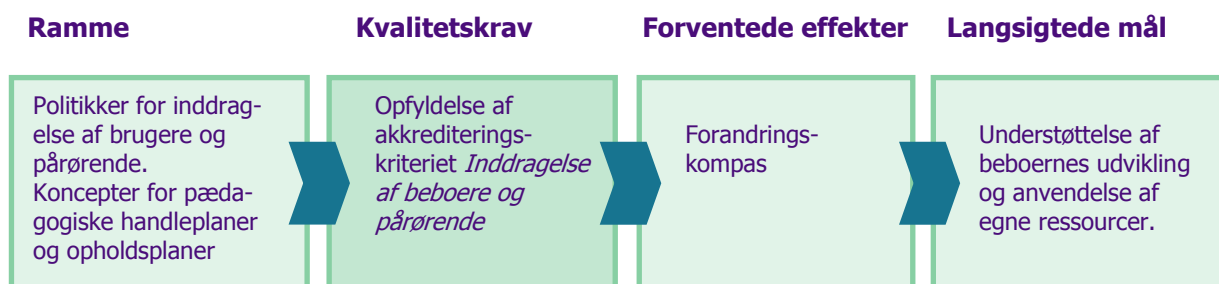 Ramme
Kvalitetskrav
Forventede effekter
Langsigtede mål
Politikker for inddrag-
else af brugere og
pårørende.
Koncepter for pæda-
gogiske handleplaner
og opholdsplaner
Opfyldelse af
akkrediterings-
kriteriet Inddragelse
af beboere og
pårørende
Forandrings-
kompas
Understøttelse af
beboernes udvikling
og anvendelse af
egne ressourcer.